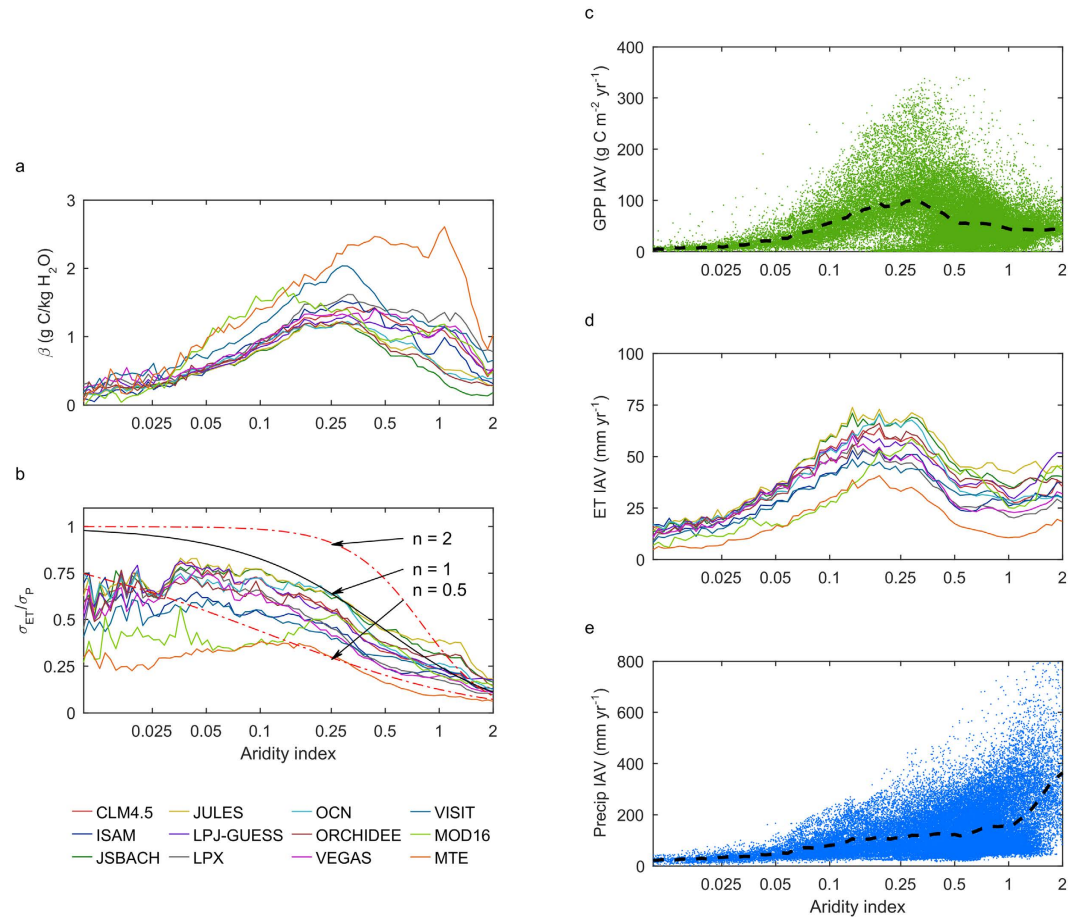 a
3
2
1
0
β (g C/kg H2O)
0.025 0.05 0.1 0.25 0.5 1 2
b
1
0.75
0.5
0.25
0
σET/σP
n = 2
n = 1
n = 0.5
0.025 0.05 0.1 0.25 0.5 1 2
Aridity index
CLM4.5 JULES OCN VISIT
ISAM LPJ-GUESS ORCHIDEE MOD16
JSBACH LPX VEGAS MTE
c
400
300
200
100
0
GPP IAV (g C m-2 yr-1)
0.025 0.05 0.1 0.25 0.5 1 2
d
100
75
50
25
0
ET IAV (mm yr-1)
0.025 0.05 0.1 0.25 0.5 1 2
e
800
600
400
200
0
Precip IAV (mm yr-1)
0.025 0.05 0.1 0.25 0.5 1 2
Aridity index